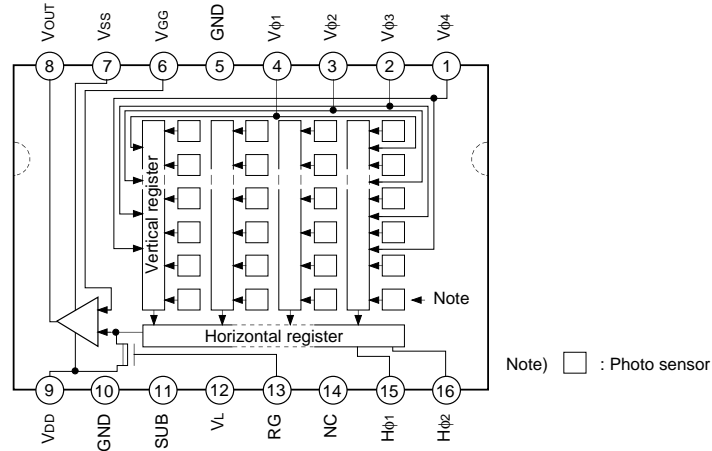 VOUT VSS VGG GND Vϕ1 Vϕ2 Vϕ3 Vϕ4
8 7 6 5 4 3 2 1
Vertical register
Note
Horizontal register
Note) : Photo sensor
9 10 11 12 13 14 15 16
VDD GND SUB VL RG NC Hϕ1 Hϕ2